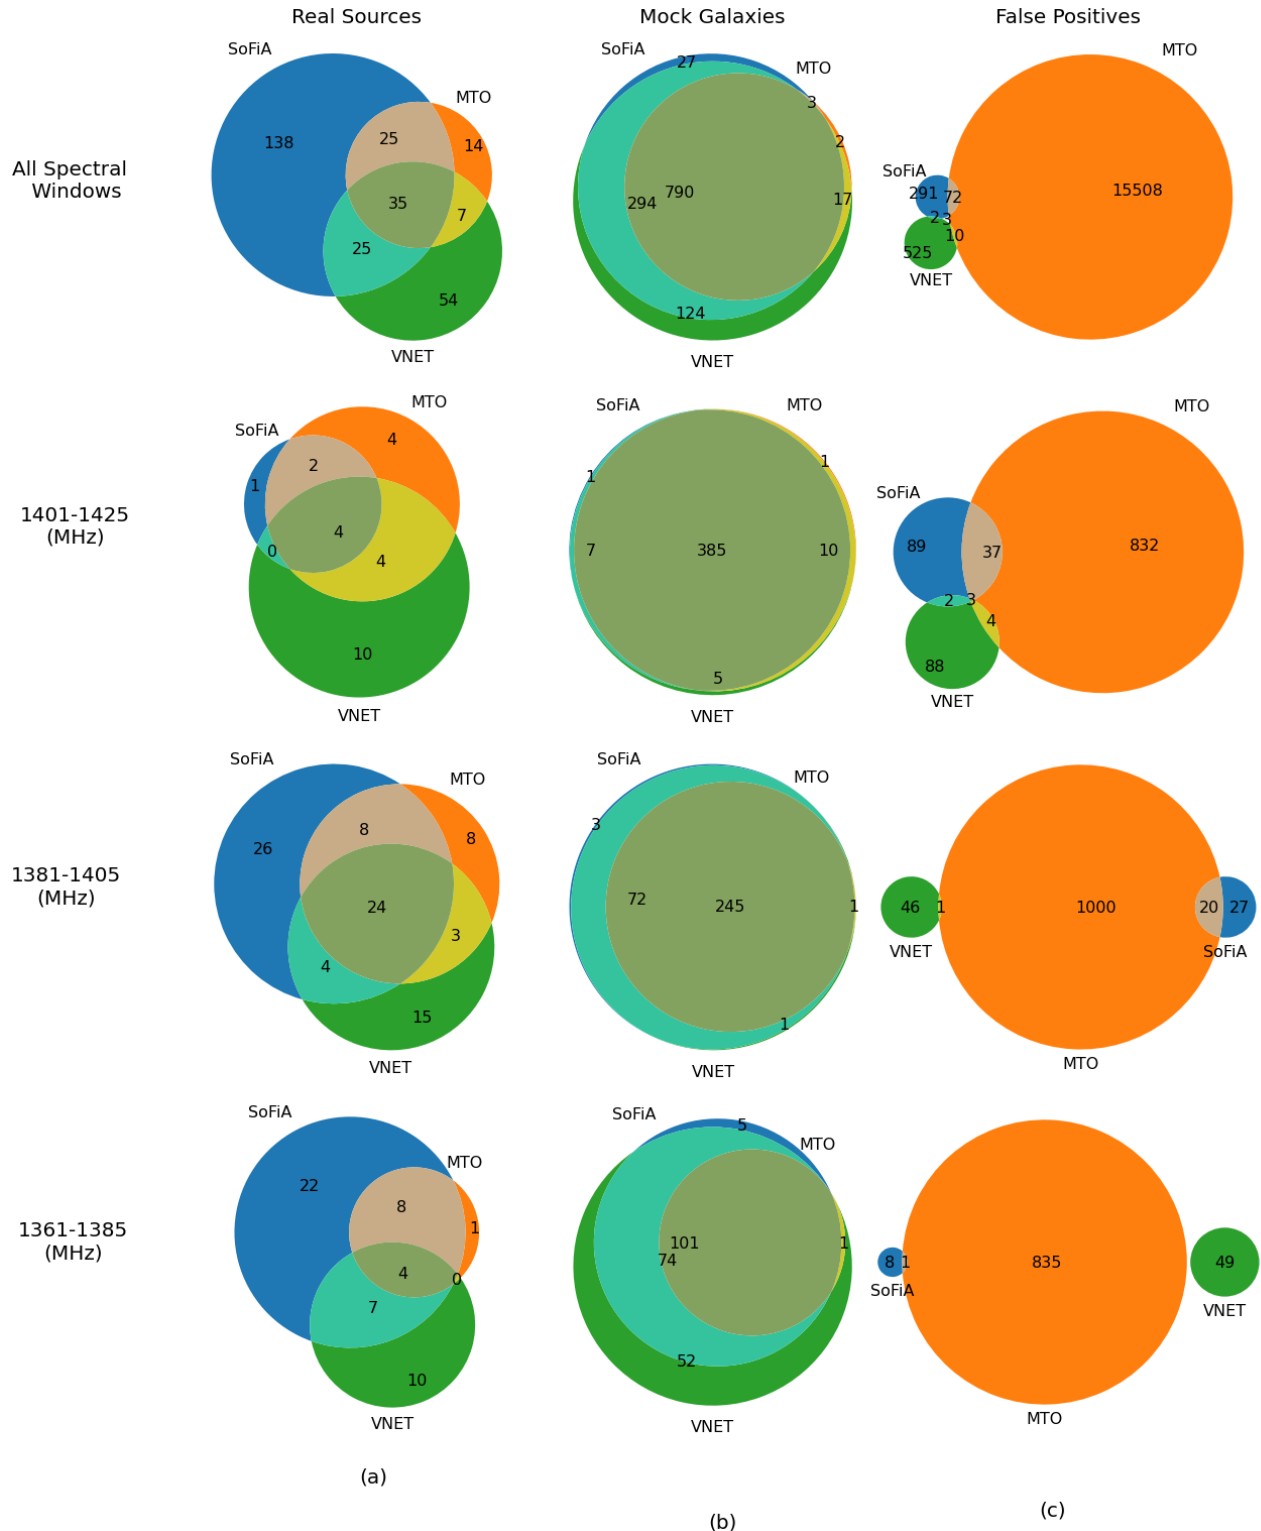 Real Sources
Mock Galaxies
False Positives
All Spectral
Windows
SoFiA
MTO
138
25
14
35
7
25
54
VNET
SoFiA
27
MTO
3
2
790
294
17
124
VNET
MTO
SoFiA
291
72
15508
2
3
10
525
VNET
1401-1425
(MHz)
MTO
SoFiA
4
2
1
4
0
4
10
VNET
SoFiA
MTO
1
1
7
385
10
5
VNET
MTO
SoFiA
89
37
832
2
3
4
88
VNET
1381-1405
(MHz)
SoFiA
MTO
8
8
26
24
3
4
15
VNET
SoFiA
MTO
3
72
245
1
1
VNET
46
1
1000
20
27
VNET
SoFiA
MTO
1361-1385
(MHz)
SoFiA
MTO
22
8
1
4
0
7
10
VNET
SoFiA
5
MTO
101
74
1
52
VNET
8
1
835
49
SoFiA
VNET
MTO
(a)
(b)
(c)